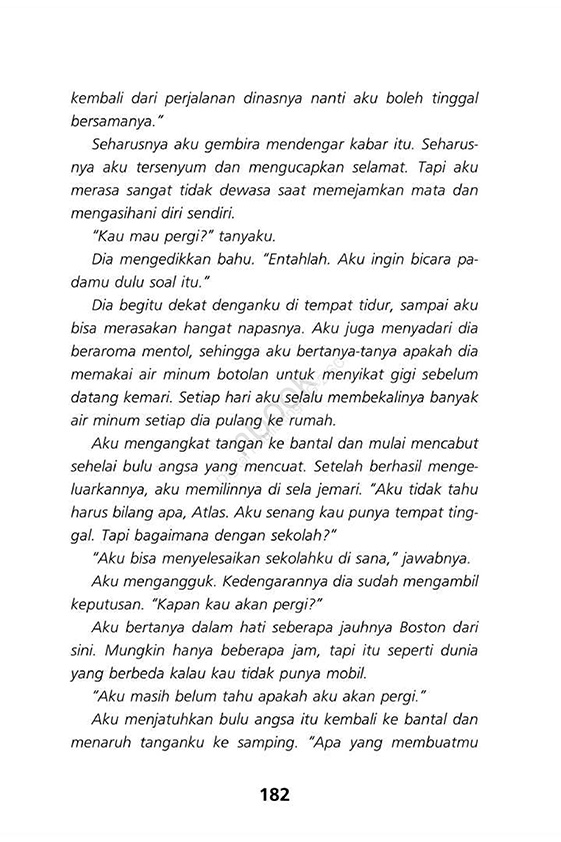 kembali dari perjalanan dinasnya nanti aku boleh tinggal
bersamanya.”
Seharusnya aku gembira mendengar kabar itu. Seharus-
nya aku tersenyum dan mengucapkan selamat. Tapi aku
merasa sangat tidak dewasa saat memejamkan mata dan
mengasihani diri sendiri.
“Kau mau pergi?” tanyaku.
Dia mengedikkan bahu. “Entahlah. Aku ingin bicara pa-
damu dulu soal itu.”
Dia begitu dekat denganku di tempat tidur, sampai aku
bisa merasakan hangat napasnya. Aku juga menyadari dia
beraroma mentol, sehingga aku bertanya-tanya apakah dia
memakai air minum botolan untuk menyikat gigi sebelum
datang kemari. Setiap hari aku selalu membekalinya banyak
air minum setiap dia pulang ke rumah.
Aku mengangkat tangan ke bantal dan mulai mencabut
sehelai bulu angsa yang mencuat. Setelah berhasil menge-
luarkannya, aku memilinnya di sela jemari. “Aku tidak tahu
harus bilang apa, Atlas. Aku senang kau punya tempat ting-
gal. Tapi bagaimana dengan sekolah?”
“Aku bisa menyelesaikan sekolahku di sana,” jawabnya.
Aku mengangguk. Kedengarannya dia sudah mengambil
keputusan. “Kapan kau akan pergi?”
Aku bertanya dalam hati seberapa jauhnya Boston dari
sini. Mungkin hanya beberapa jam, tapi itu seperti dunia
yang berbeda kalau kau tidak punya mobil.
“Aku masih belum tahu apakah aku akan pergi.”
Aku menjatuhkan bulu angsa itu kembali ke bantal dan
menaruh tanganku ke samping. “Apa yang membuatmu
182